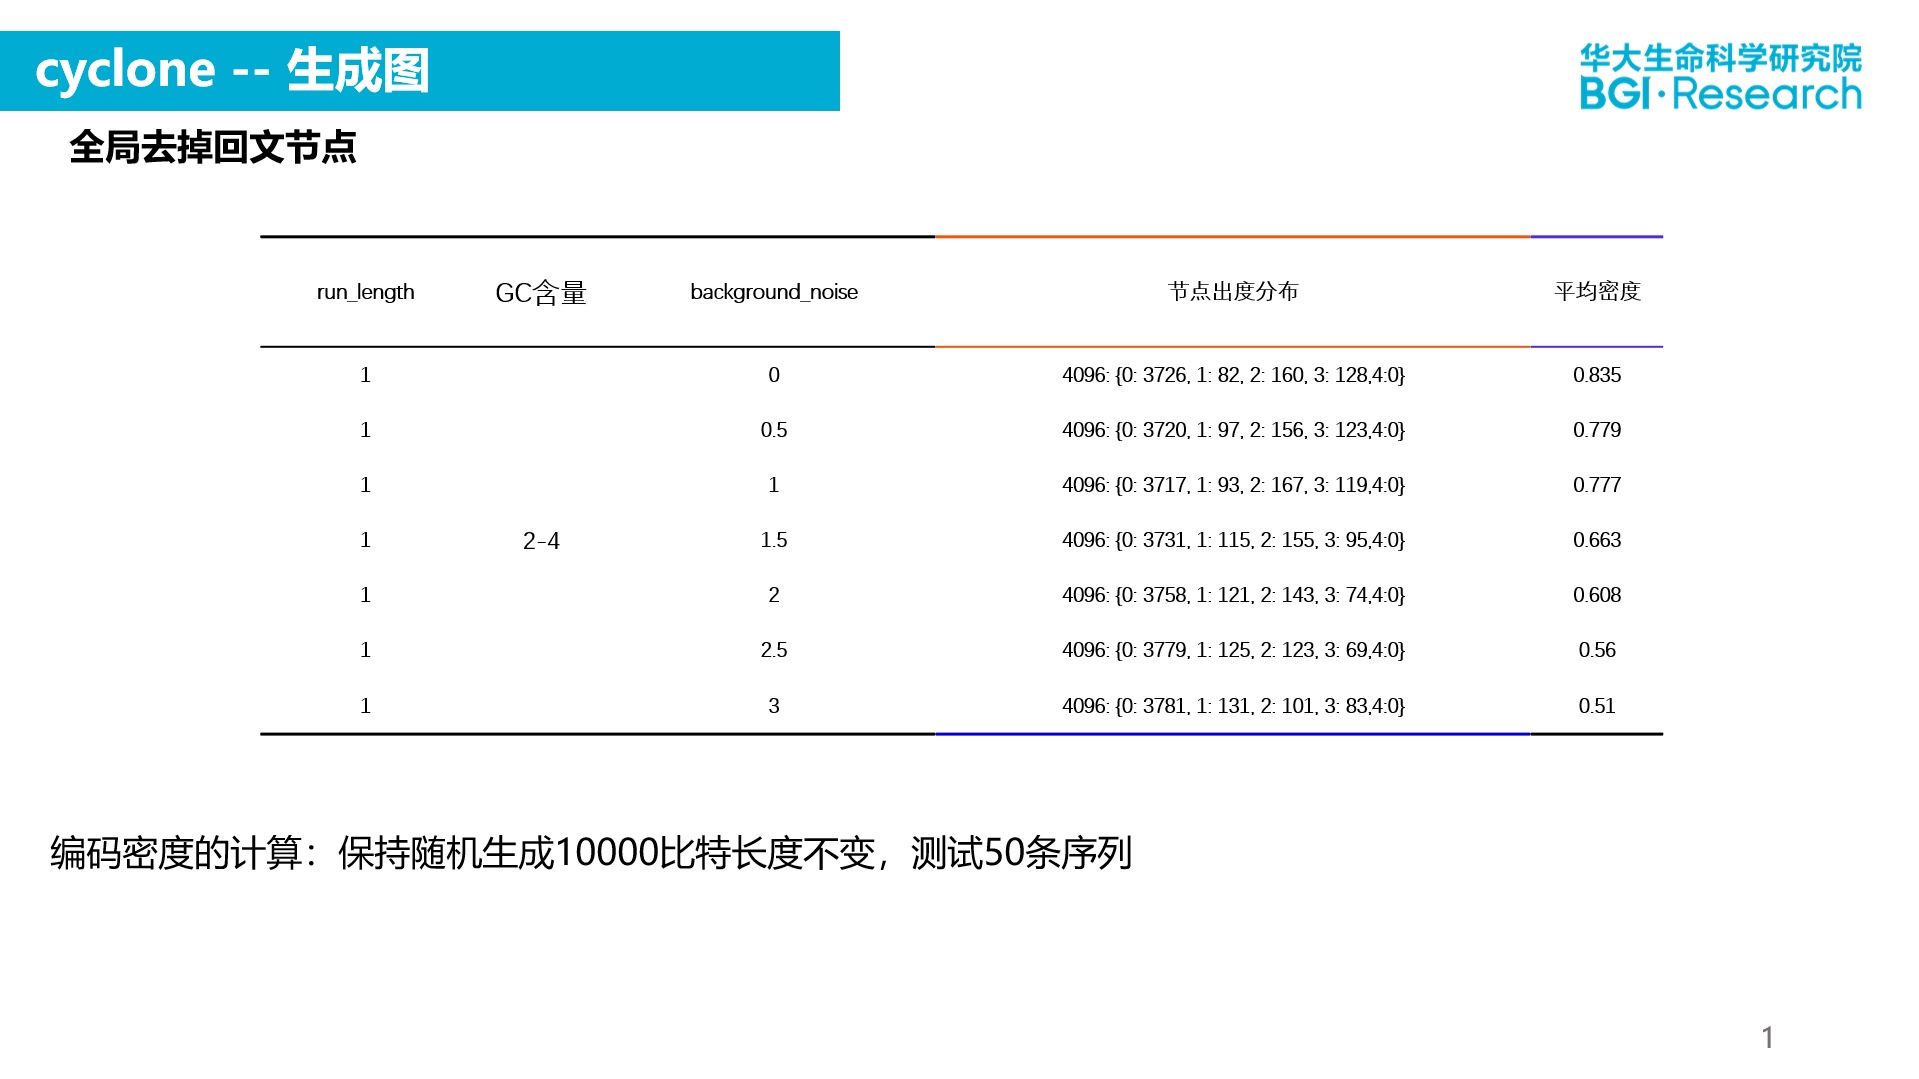 cyclone -- 生成图
华大生命科学研究院
BGI·Research
全局去掉回文节点
run_length GC含量 background_noise 节点出度分布 平均密度
1 0 4096: {0: 3726, 1: 82, 2: 160, 3: 128,4:0} 0.835
1 0.5 4096: {0: 3720, 1: 97, 2: 156, 3: 123,4:0} 0.779
1 1 4096: {0: 3717, 1: 93, 2: 167, 3: 119,4:0} 0.777
1 2-4 1.5 4096: {0: 3731, 1: 115, 2: 155, 3: 95,4:0} 0.663
1 2 4096: {0: 3758, 1: 121, 2: 143, 3: 74,4:0} 0.608
1 2.5 4096: {0: 3779, 1: 125, 2: 123, 3: 69,4:0} 0.56
1 3 4096: {0: 3781, 1: 131, 2: 101, 3: 83,4:0} 0.51
编码密度的计算：保持随机生成10000比特长度不变，测试50条序列
1